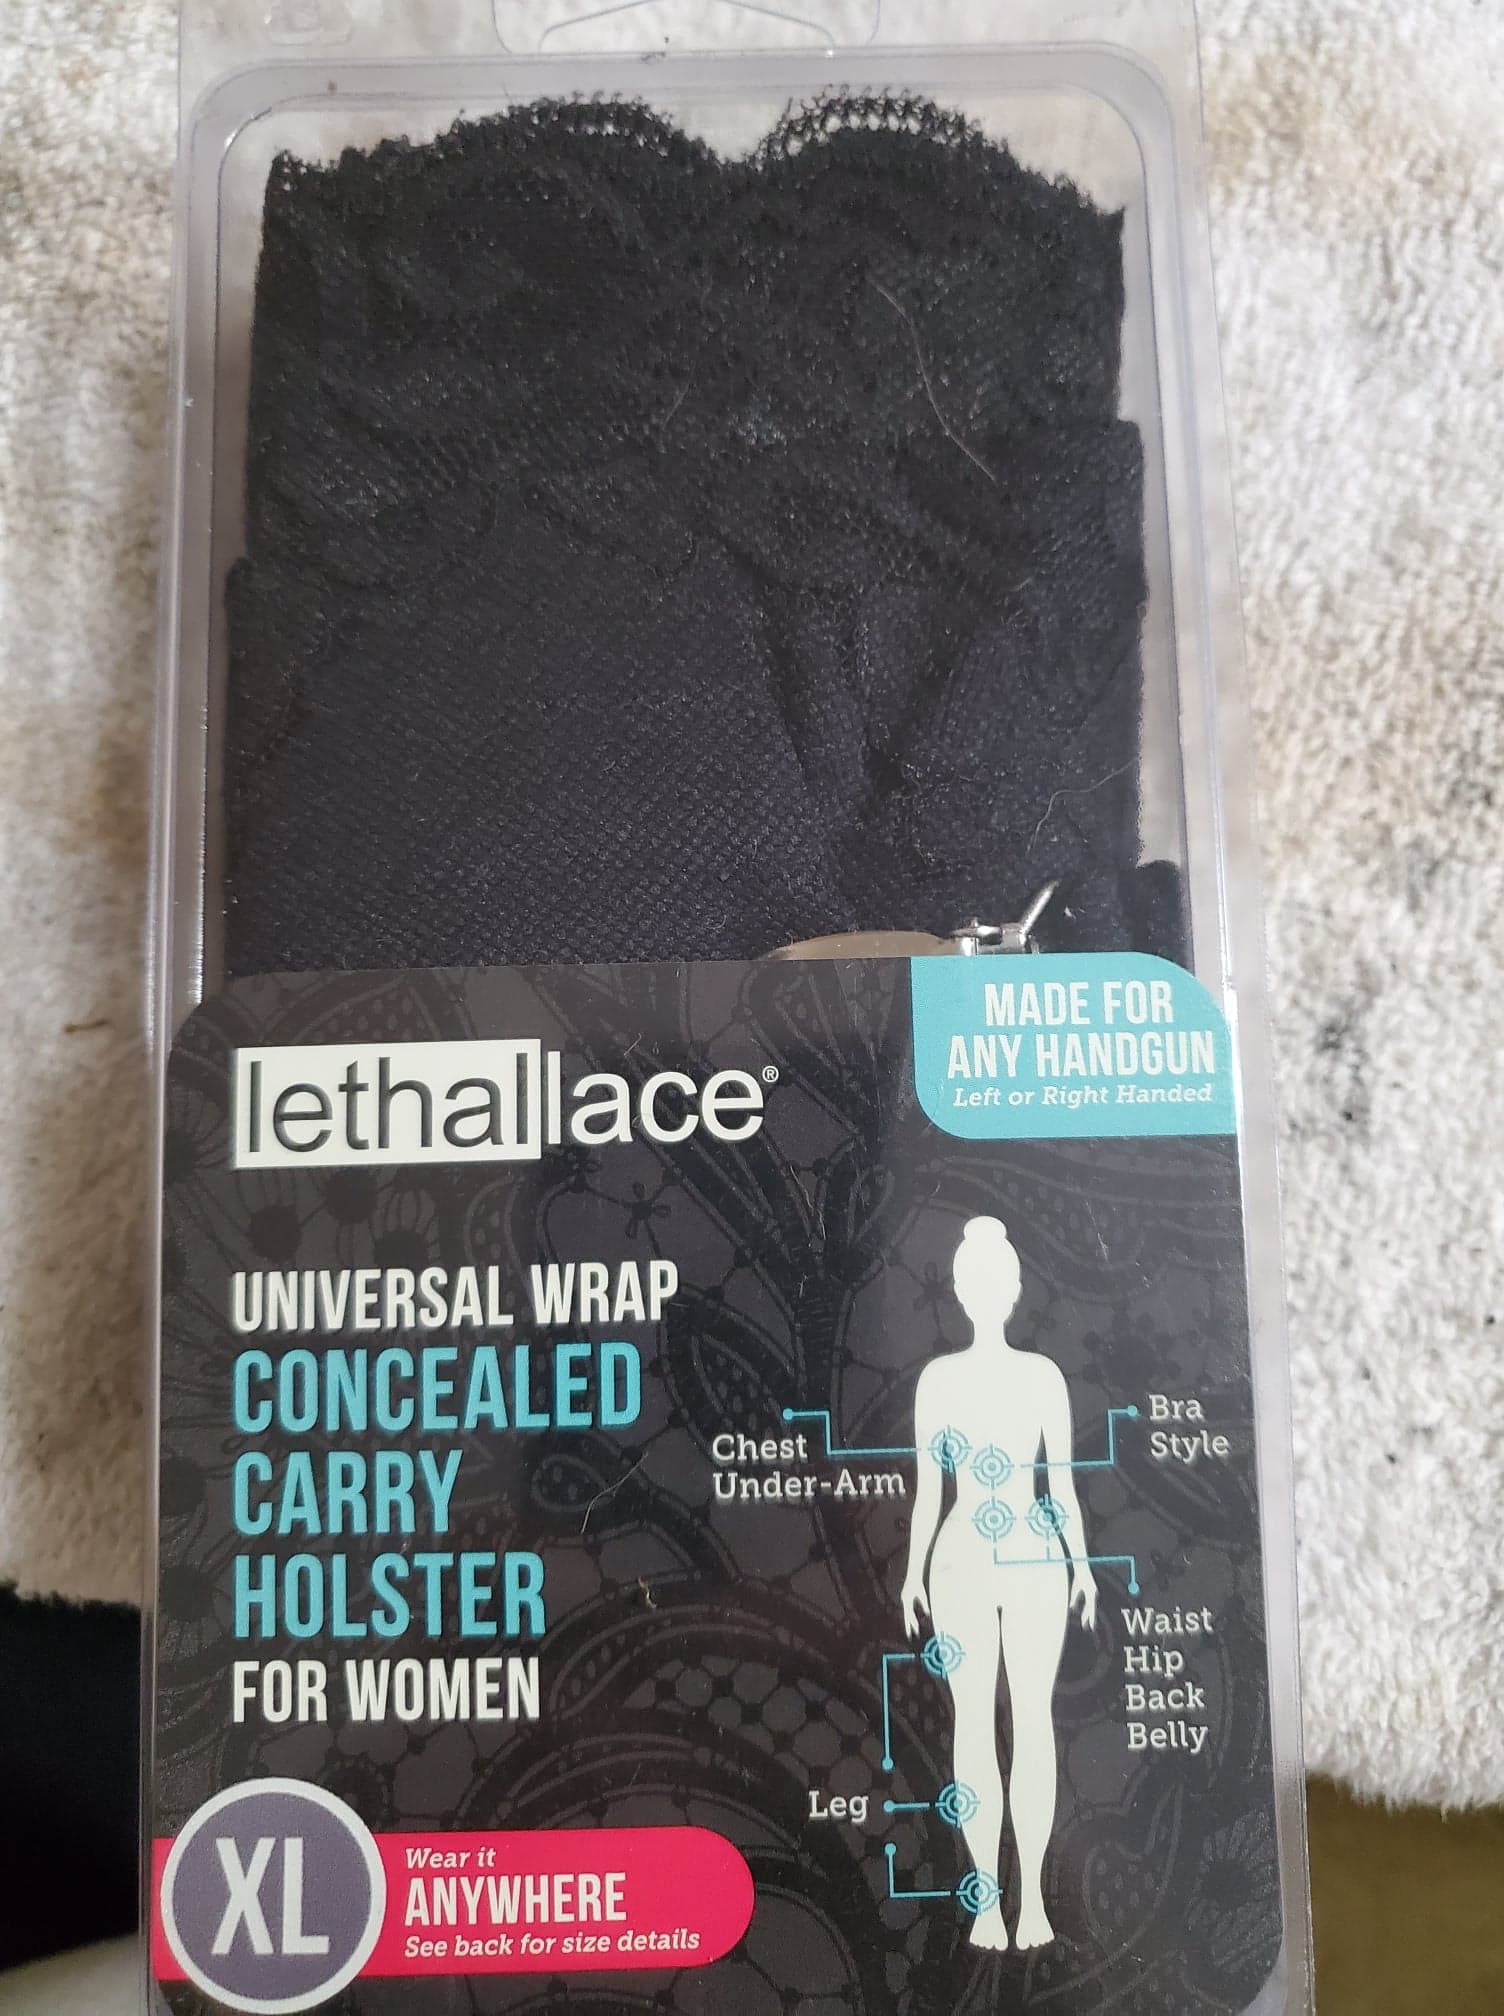 MADE FOR
ANY HANDGUN
Left or Right Handed
lethallace®
UNIVERSAL WRAP
CONCEALED
CARRY
HOLSTER
FOR WOMEN
Chest
Under-Arm
Bra
Style
Waist
Hip
Back
Belly
Leg
XL
Wear it
ANYWHERE
See back for size details